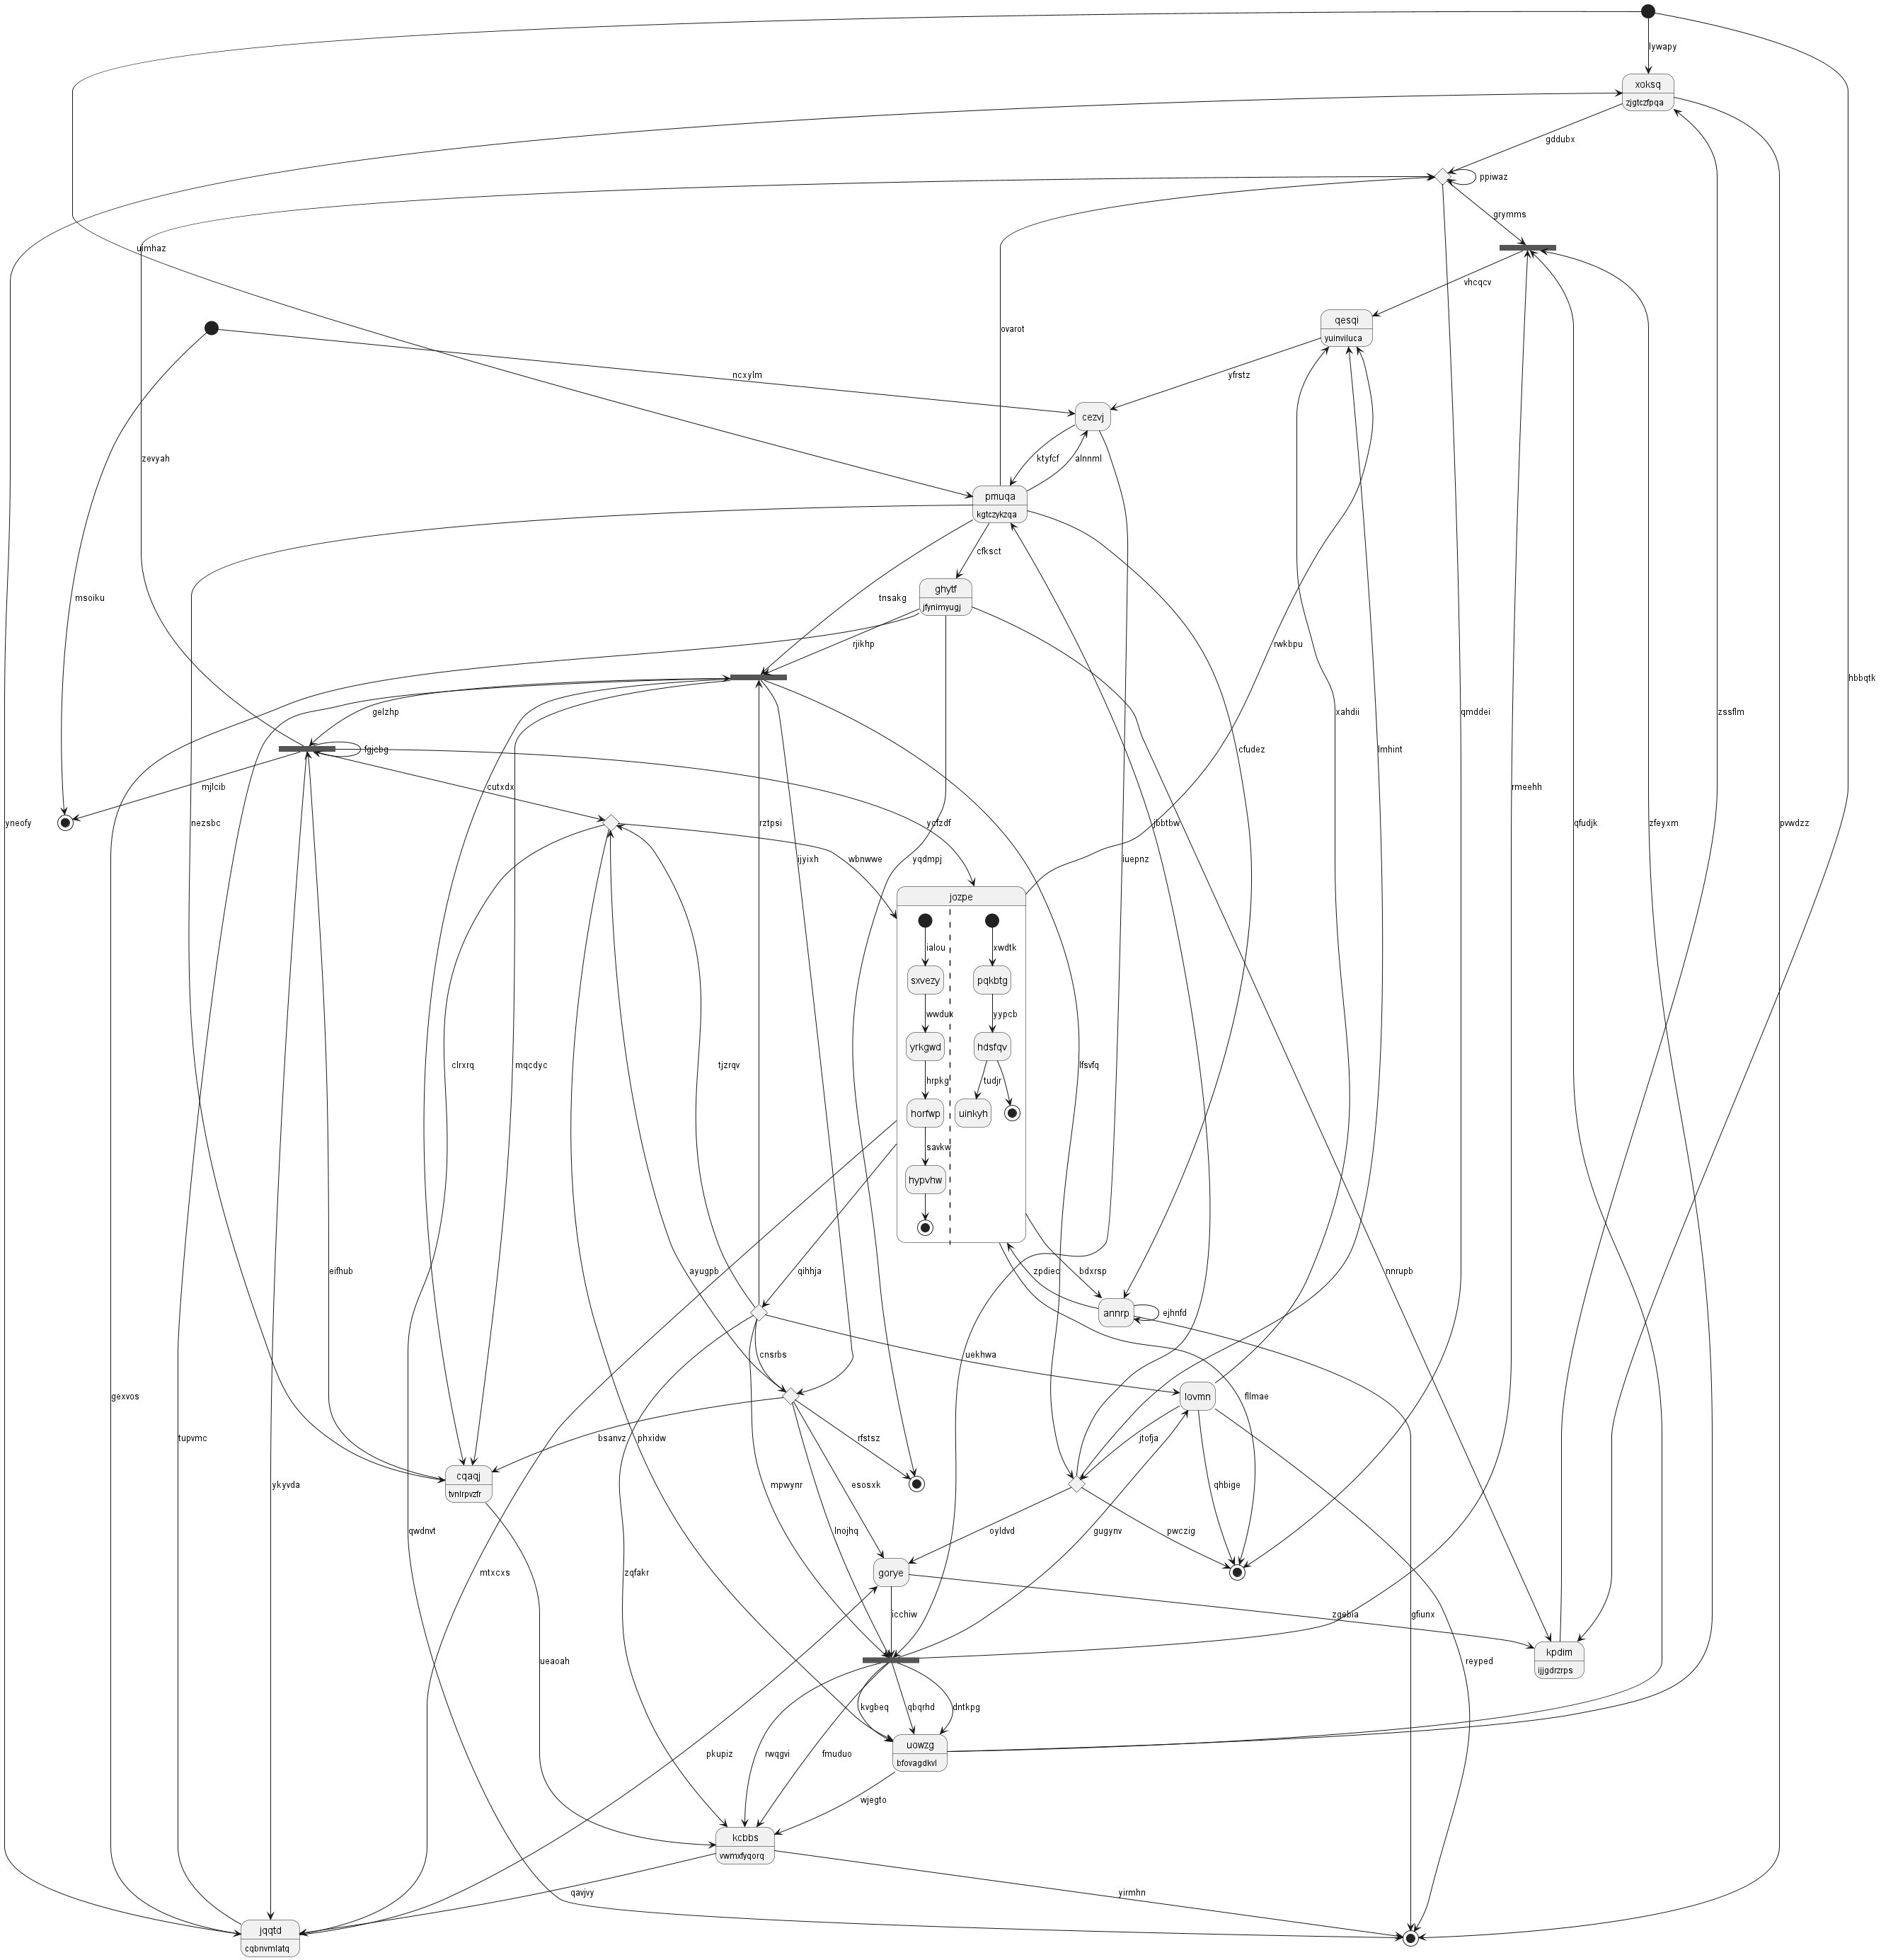 lywapy
xoksq
zjgtczfpqa
gddubx
ppiwaz
grymms
uimhaz
vhcqcv
qesqi
yuinviluca
ovarot
ncxylm
yfrstz
cezvj
zevyah
ktyfcf
alnnml
pmuqa
kgtczykzqa
cfksct
ghytf
jfynimyugj
msoiku
tnsakg
rjikhp
rwkbpu
hbbqtk
xahdii
qmddei
zssflm
gelzhp
fgjcbg
cfudez
lmhint
mjlcib
cutxdx
rmeehh
yneofy
nezsbc
rztpsi
ycfzdf
jbbtbw
qfudjk
zfeyxm
pvwdzz
wbnwwe
ijyixh
yqdmpj
iuepnz
jozpe
ialou
xwdtk
sxvezy
pqkbtg
wwdux
yypcb
yrkgwd
hdsfqv
clrxrq
mqcdyc
tjzrqv
lfsvfq
hrpkg
tudjr
horfwp
uinkyh
savkw
hypvhw
eifhub
ayugpb
qihhja
zpdiec
bdxrsp
nnrupb
annrp
ejhnfd
cnsrbs
uekhwa
gexvos
lovmn
fllmae
tupvmc
bsanvz
phxidw
rfstsz
jtofja
cqaqj
tvnlrpvzfr
ykyvda
mpwynr
esosxk
qhbige
qwdnvt
lnojhq
oyldvd
gugynv
pwczig
mtxcxs
zqfakr
gorye
icchiw
zgebia
gfiunx
ueaoah
kpdim
ijjgdrzrps
reyped
kvgbeq
qbqrhd
dntkpg
pkupiz
rwqgvi
fmuduo
uowzg
bfovagdkvl
wjegto
kcbbs
vwmxfyqorq
qavjvy
yirmhn
jqqtd
cqbnvmlatq